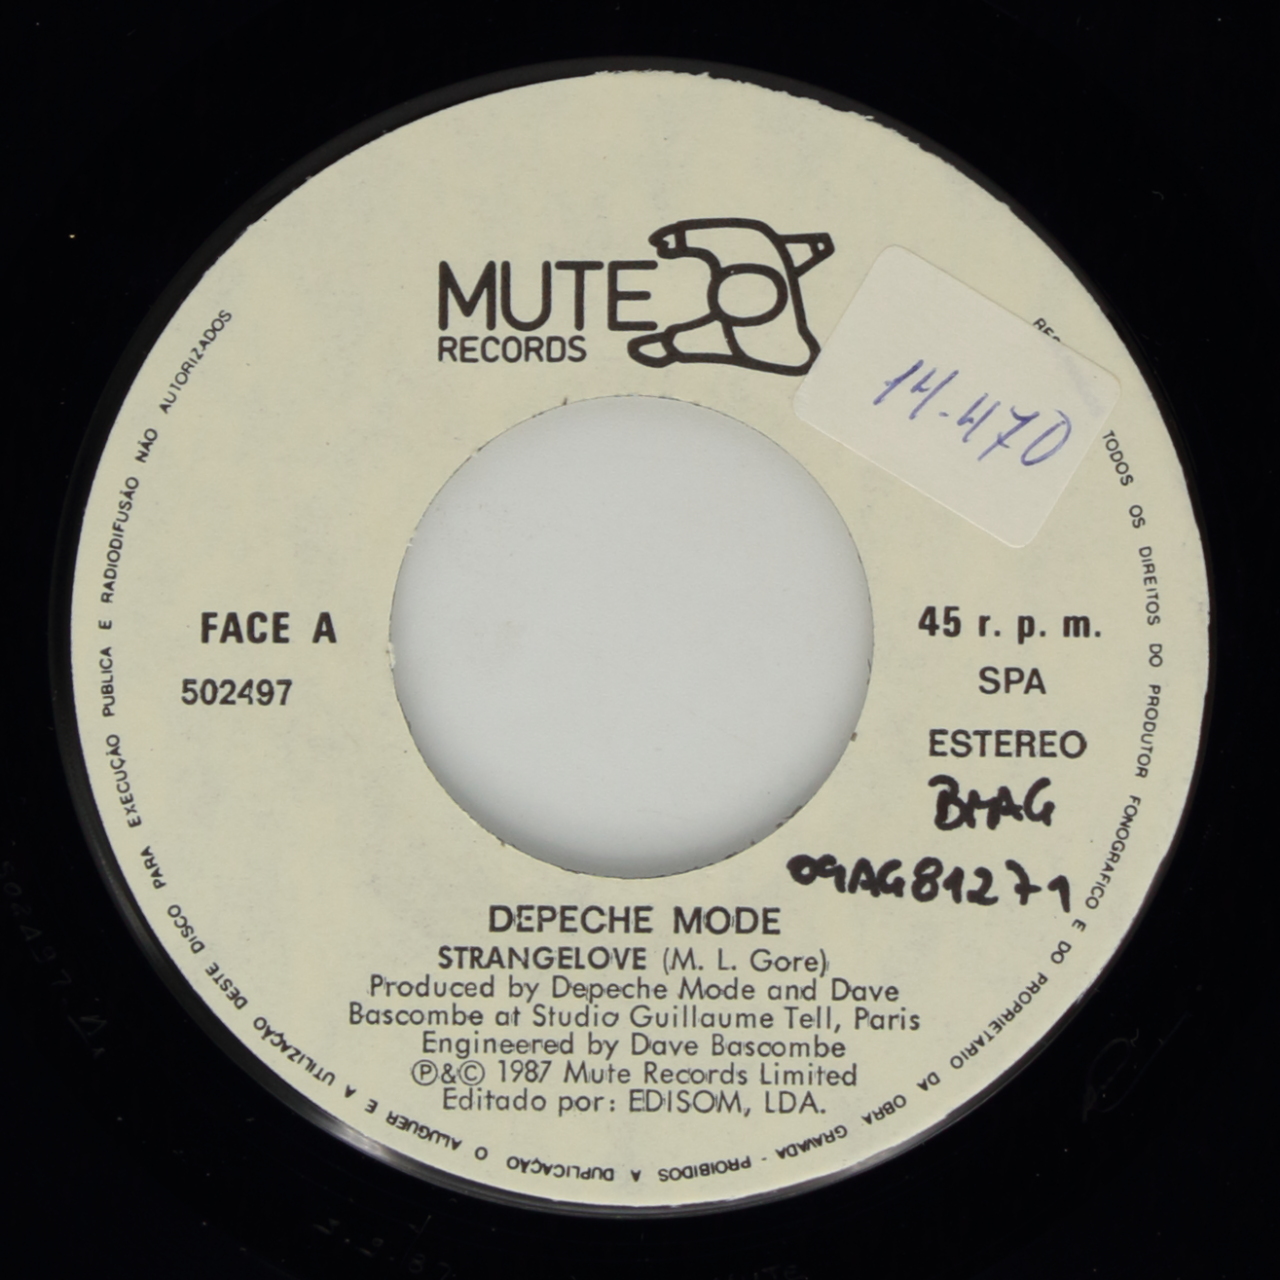 MUTE
RECORDS
14.470
FACE A
502497
45 r. p. m.
SPA
ESTEREO
BMAG
09AG81271
DEPECHE MODE
STRANGELOVE (M. L. Gore)
Produced by Depeche Mode and Dave
Bascombe at Studio Guillaume Tell, Paris
Engineered by Dave Bascombe
Ⓟ&© 1987 Mute Records Limited
Editado por: EDISOM, LDA.
TODOS OS DIREITOS DO PRODUTOR FONOGRAFICO E DO PROPRIETARIO DA OBRA GRAVADA - PROIBIDOS A DUPLICAÇÃO O ALUGUER E A UTILIZAÇÃO DESTE DISCO PARA EXECUÇÃO PUBLICA E RADIODIFUSÃO NÃO AUTORIZADOS